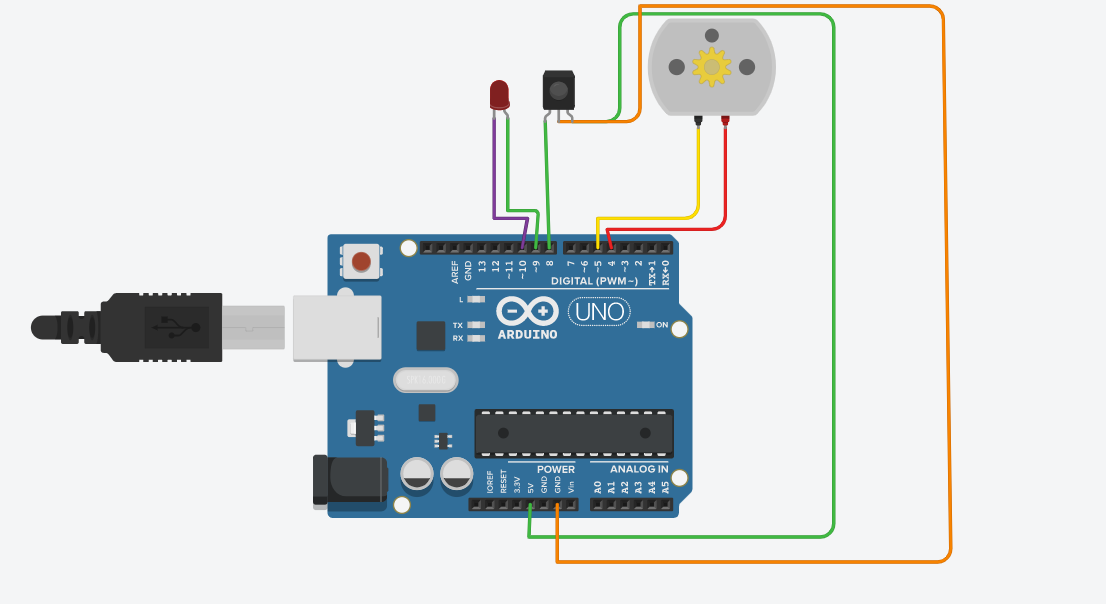 AREF
GND
13
12
~11
~10
~9
8
7
~6
~5
4
~3
2
TX→1
RX←0
DIGITAL (PWM~)
L
TX
RX
ARDUINO
UNO
ON
IOREF
RESET
3.3V
5V
GND
GND
Vin
POWER
ANALOG IN
A0
A1
A2
A3
A4
A5